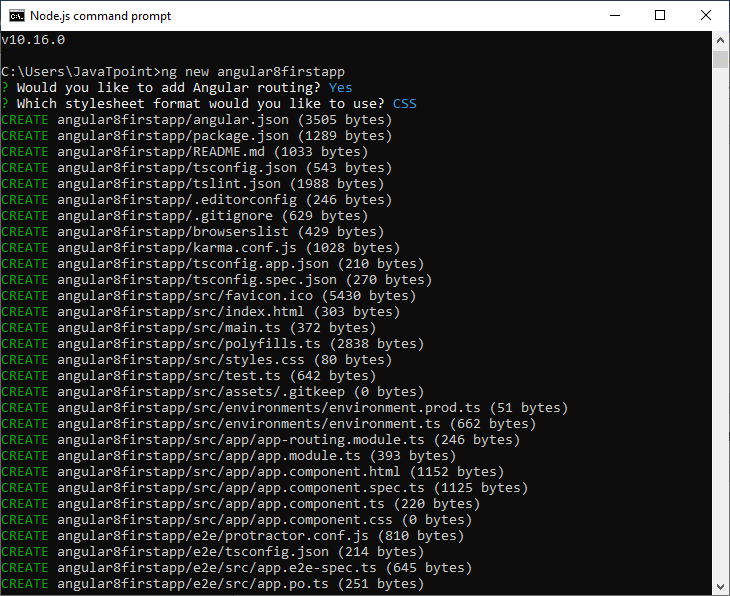 Node.js command prompt
v10.16.0
C:\Users\JavaTpoint>ng new angular8firstapp
? Would you like to add Angular routing? Yes
? Which stylesheet format would you like to use? CSS
CREATE angular8firstapp/angular.json (3505 bytes)
CREATE angular8firstapp/package.json (1289 bytes)
CREATE angular8firstapp/README.md (1033 bytes)
CREATE angular8firstapp/tsconfig.json (543 bytes)
CREATE angular8firstapp/tslint.json (1988 bytes)
CREATE angular8firstapp/.editorconfig (246 bytes)
CREATE angular8firstapp/.gitignore (629 bytes)
CREATE angular8firstapp/browserslist (429 bytes)
CREATE angular8firstapp/karma.conf.js (1028 bytes)
CREATE angular8firstapp/tsconfig.app.json (210 bytes)
CREATE angular8firstapp/tsconfig.spec.json (270 bytes)
CREATE angular8firstapp/src/favicon.ico (5430 bytes)
CREATE angular8firstapp/src/index.html (303 bytes)
CREATE angular8firstapp/src/main.ts (372 bytes)
CREATE angular8firstapp/src/polyfills.ts (2838 bytes)
CREATE angular8firstapp/src/styles.css (80 bytes)
CREATE angular8firstapp/src/test.ts (642 bytes)
CREATE angular8firstapp/src/assets/.gitkeep (0 bytes)
CREATE angular8firstapp/src/environments/environment.prod.ts (51 bytes)
CREATE angular8firstapp/src/environments/environment.ts (662 bytes)
CREATE angular8firstapp/src/app/app-routing.module.ts (246 bytes)
CREATE angular8firstapp/src/app/app.module.ts (393 bytes)
CREATE angular8firstapp/src/app/app.component.html (1152 bytes)
CREATE angular8firstapp/src/app/app.component.spec.ts (1125 bytes)
CREATE angular8firstapp/src/app/app.component.ts (220 bytes)
CREATE angular8firstapp/src/app/app.component.css (0 bytes)
CREATE angular8firstapp/e2e/protractor.conf.js (810 bytes)
CREATE angular8firstapp/e2e/tsconfig.json (214 bytes)
CREATE angular8firstapp/e2e/src/app.e2e-spec.ts (645 bytes)
CREATE angular8firstapp/e2e/src/app.po.ts (251 bytes)